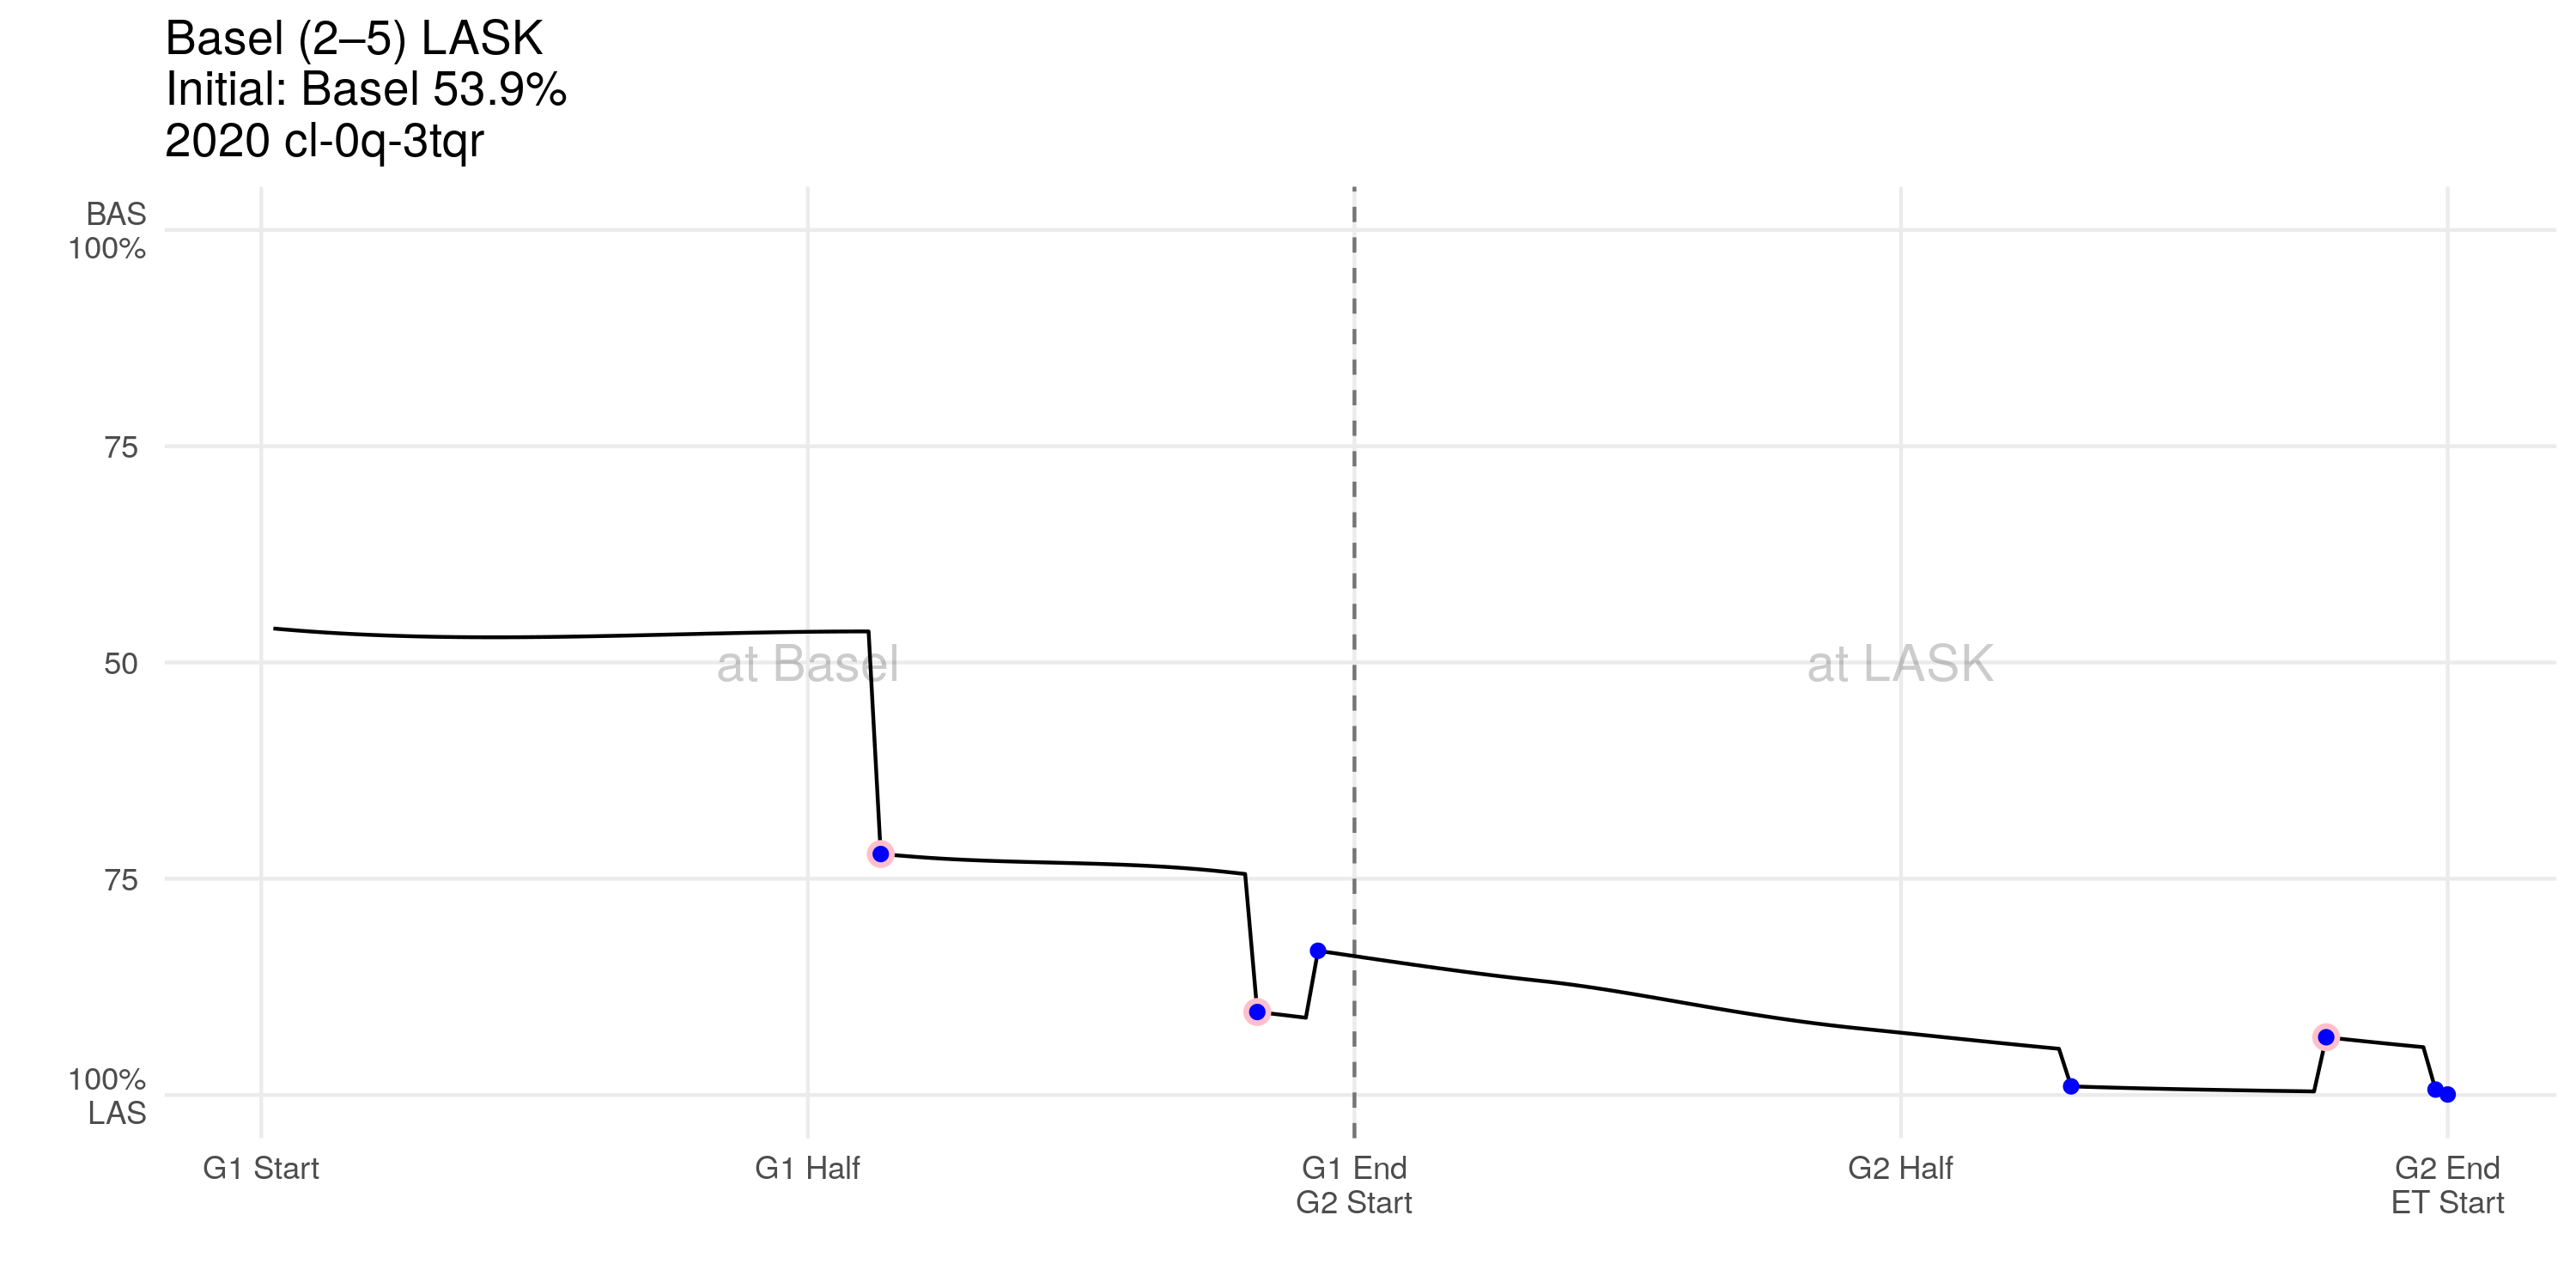 Basel (2–5) LASK
Initial: Basel 53.9%
2020 cl-0q-3tqr
BAS
100%
75
50
75
100%
LAS
at Basel
at LASK
G1 Start
G1 Half
G1 End
G2 Start
G2 Half
G2 End
ET Start